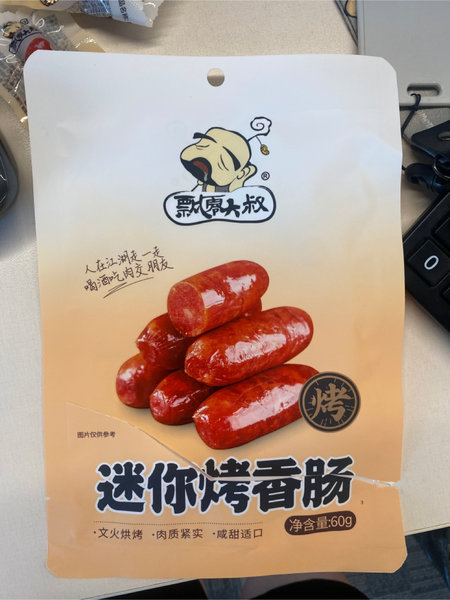 ®
飘零大叔
人在江湖走一走
喝酒吃肉交朋友
烤
图片仅供参考
迷你烤香肠
·文火烘烤 ·肉质紧实 ·咸甜适口
净含量:60g
0